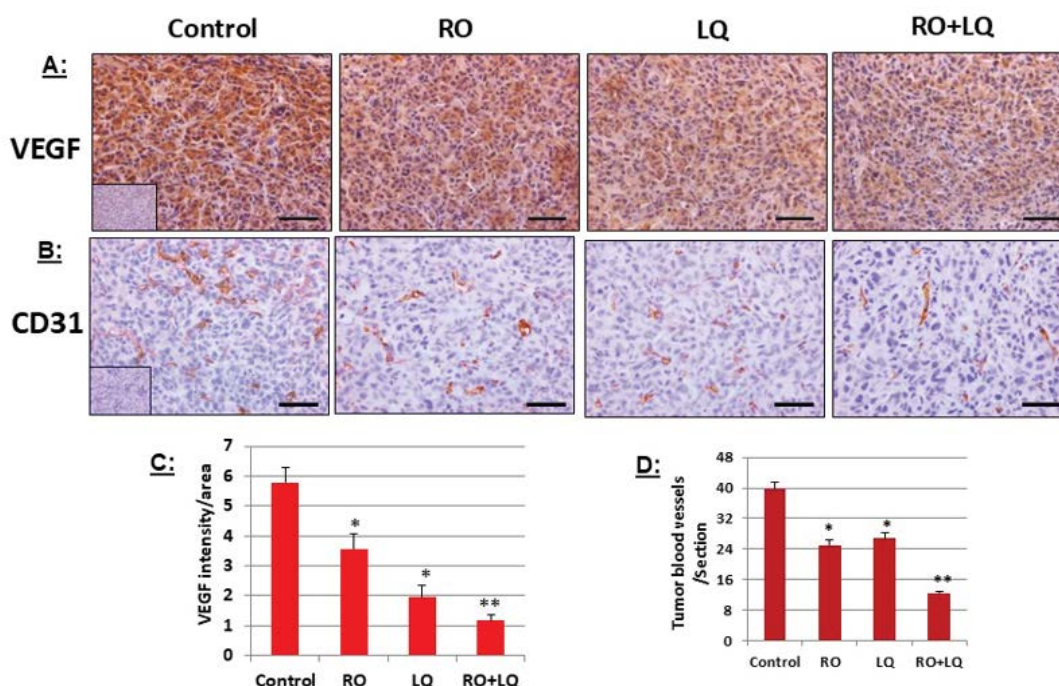 Control RO LQ RO+LQ
A:
VEGF
B:
CD31
C:
VEGF intensity/area
7
6
5
4
3
2
1
0
*
*
**
Control RO LQ RO+LQ
D:
Tumor blood vessels
/Section
48
40
32
24
16
8
0
*
*
**
Control RO LQ RO+LQ